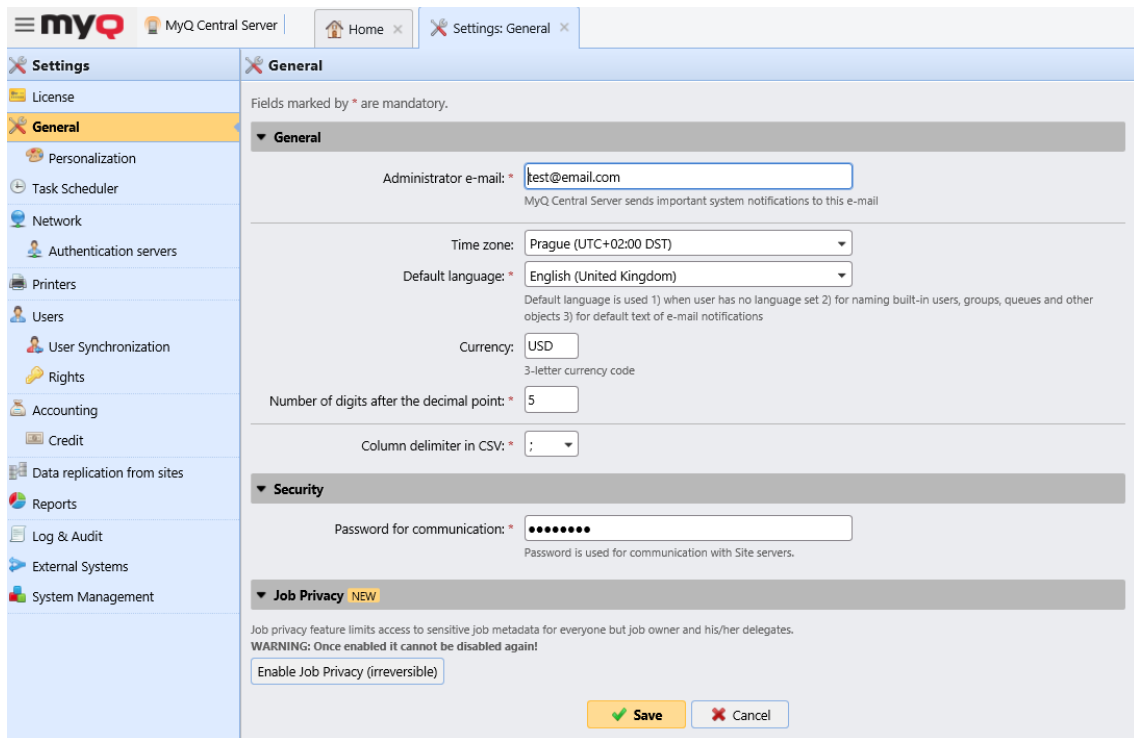 myQ
MyQ Central Server
Home
Settings: General
Settings
License
General
Personalization
Task Scheduler
Network
Authentication servers
Printers
Users
User Synchronization
Rights
Accounting
Credit
Data replication from sites
Reports
Log & Audit
External Systems
System Management
General
Fields marked by * are mandatory.
General
Administrator e-mail: * test@email.com
MyQ Central Server sends important system notifications to this e-mail
Time zone: Prague (UTC+02:00 DST)
Default language: * English (United Kingdom)
Default language is used 1) when user has no language set 2) for naming built-in users, groups, queues and other
objects 3) for default text of e-mail notifications
Currency: USD
3-letter currency code
Number of digits after the decimal point: * 5
Column delimiter in CSV: * ;
Security
Password for communication: * ●●●●●●●●
Password is used for communication with Site servers.
Job Privacy NEW
Job privacy feature limits access to sensitive job metadata for everyone but job owner and his/her delegates.
WARNING: Once enabled it cannot be disabled again!
Enable Job Privacy (irreversible)
Save
Cancel